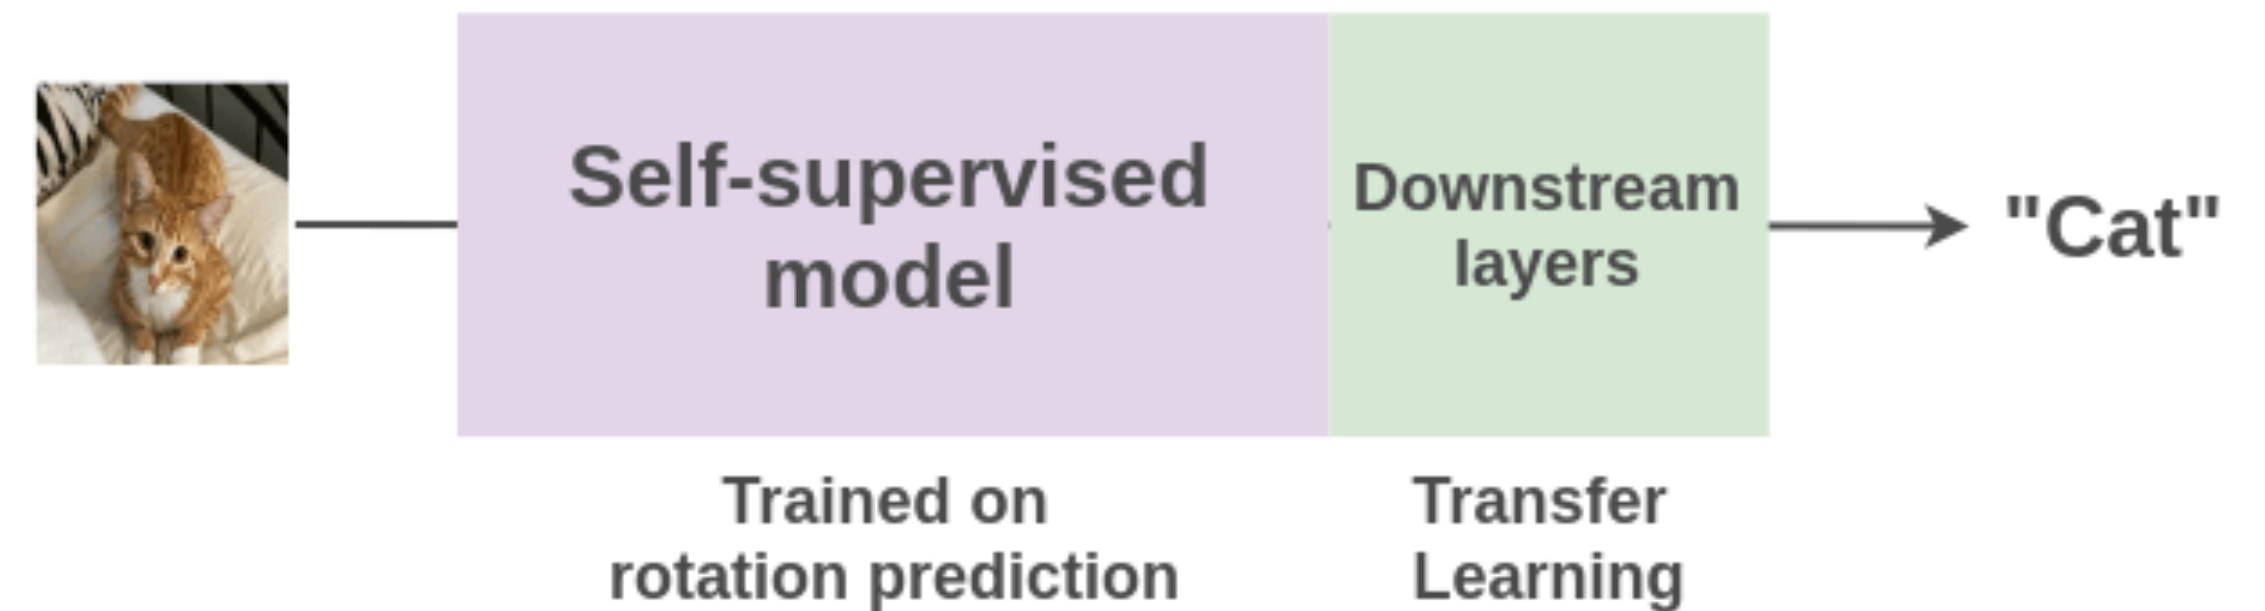 Self-supervised
model
Downstream
layers
"Cat"
Trained on
rotation prediction
Transfer
Learning